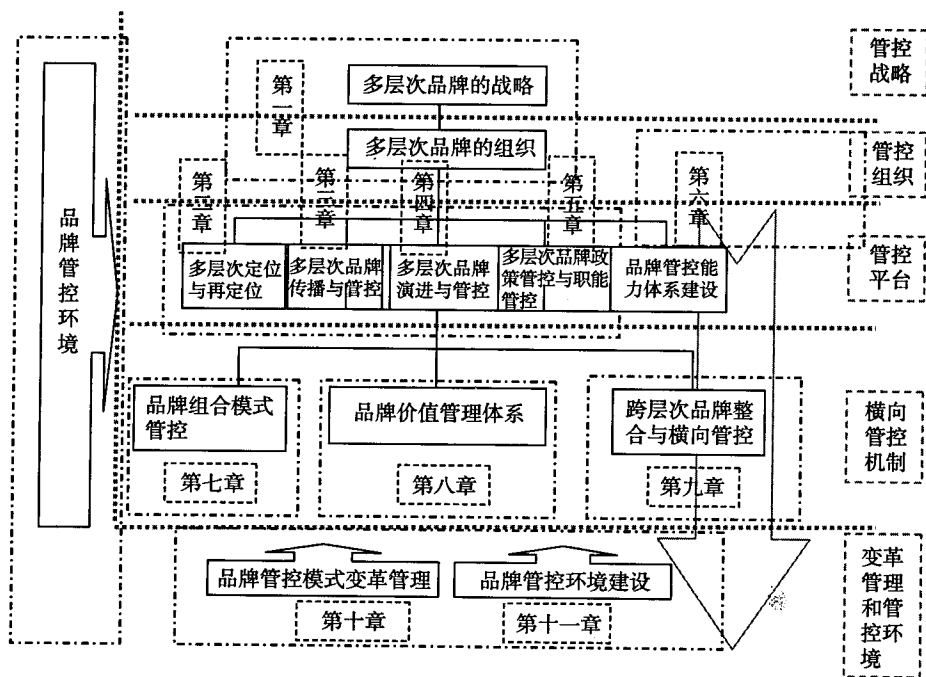 管控
战略
多层次品牌的战略
第一章
多层次品牌的组织
管控
组织
第二章
第三章
第四章
第五章
第六章
品牌管控环境
多层次定位
与再定位
多层次品牌
传播与管控
多层次品牌
演进与管控
多层次品牌政
策管控与职能
管控
品牌管控能
力体系建设
管控
平台
品牌组合模式
管控
品牌价值管理体系
跨层次品牌整
合与横向管控
横向
管控
机制
第七章
第八章
第九章
品牌管控模式变革管理
品牌管控环境建设
第十章
第十一章
变革
管理
和管
控环
境